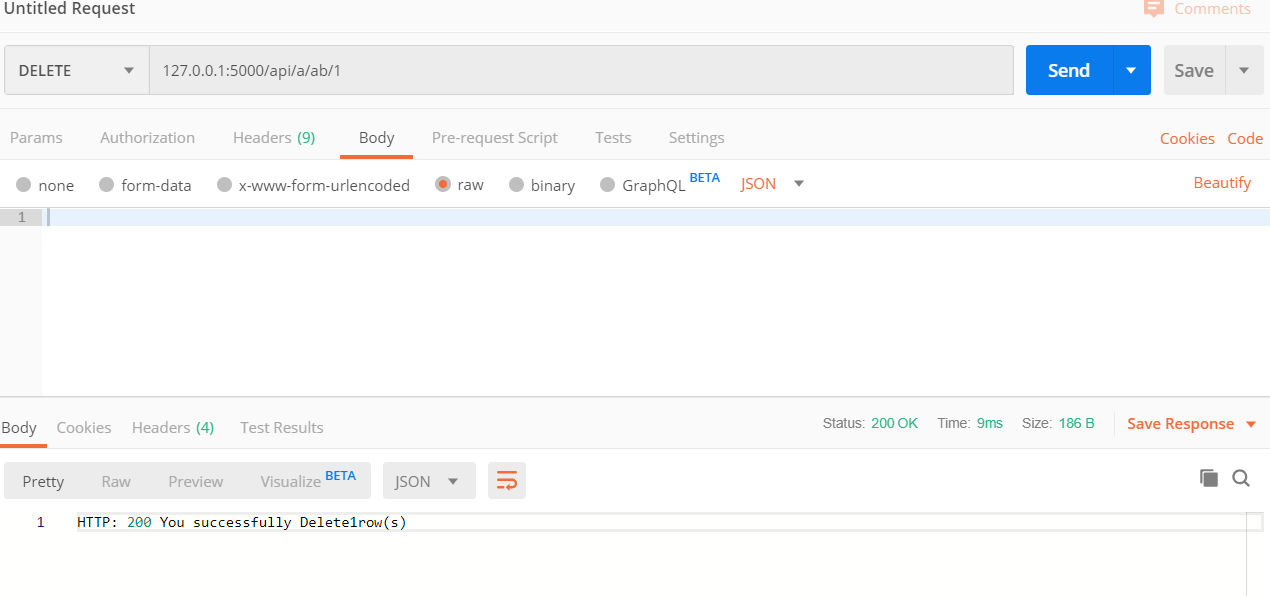 Untitled Request
Comments
DELETE 127.0.0.1:5000/api/a/ab/1 Send Save
Params Authorization Headers (9) Body Pre-request Script Tests Settings Cookies Code
none form-data x-www-form-urlencoded raw binary GraphQL BETA JSON Beautify
1
Body Cookies Headers (4) Test Results Status: 200 OK Time: 9ms Size: 186 B Save Response
Pretty Raw Preview Visualize BETA JSON
1 HTTP: 200 You successfully Delete1row(s)